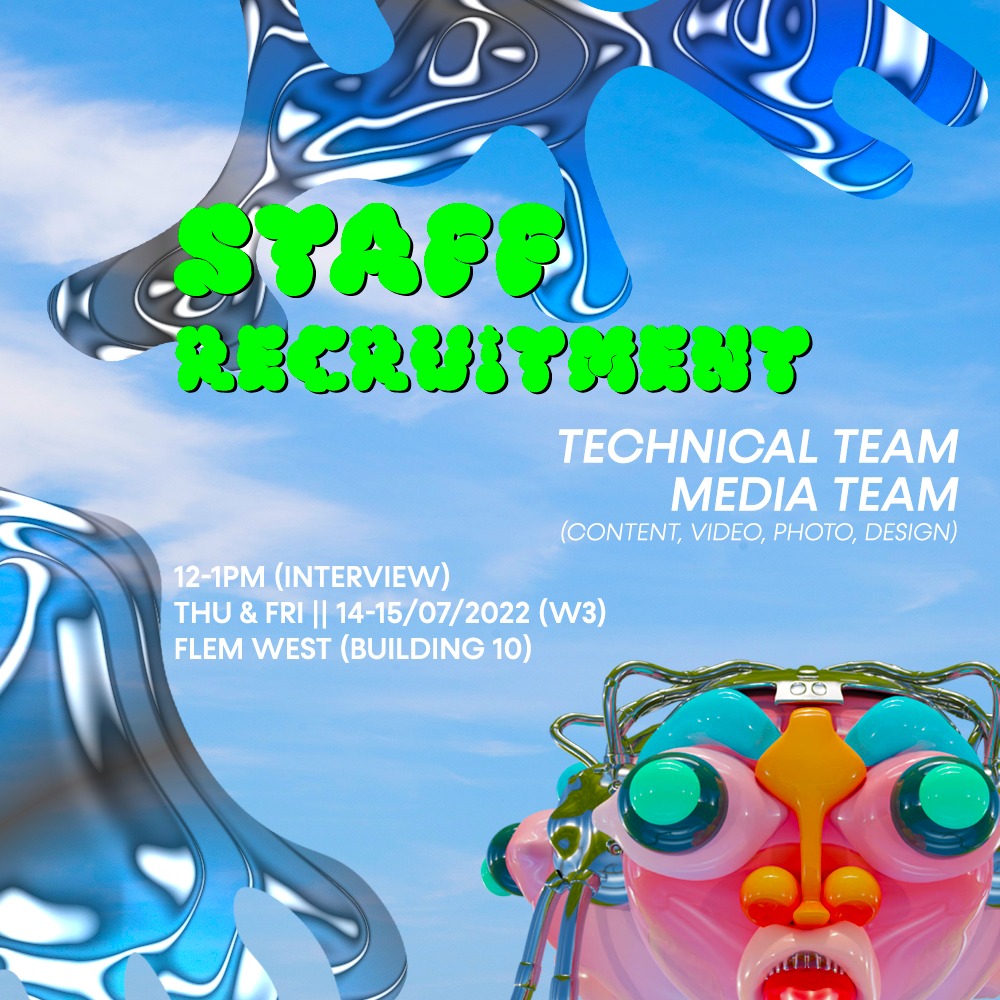 STAFF
RECRUITMENT
TECHNICAL TEAM
MEDIA TEAM
(CONTENT, VIDEO, PHOTO, DESIGN)
12-1PM (INTERVIEW)
THU & FRI || 14-15/07/2022 (W3)
FLEM WEST (BUILDING 10)